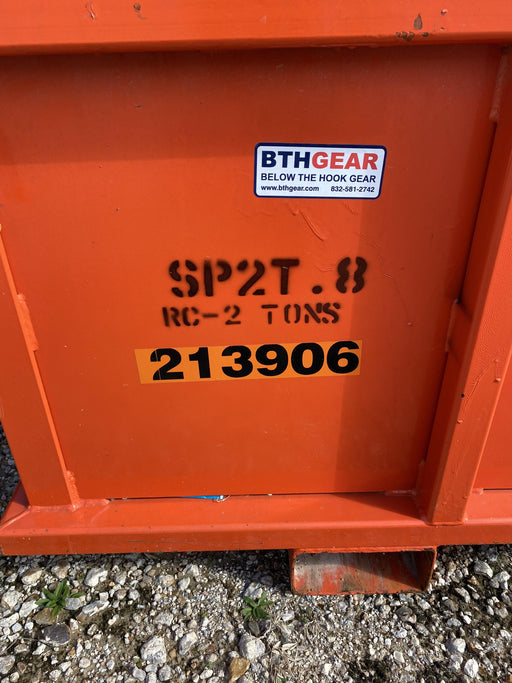 BTHGEAR
BELOW THE HOOK GEAR
www.bthgear.com 832-581-2742
SP2T.8
RC-2 TONS
213906